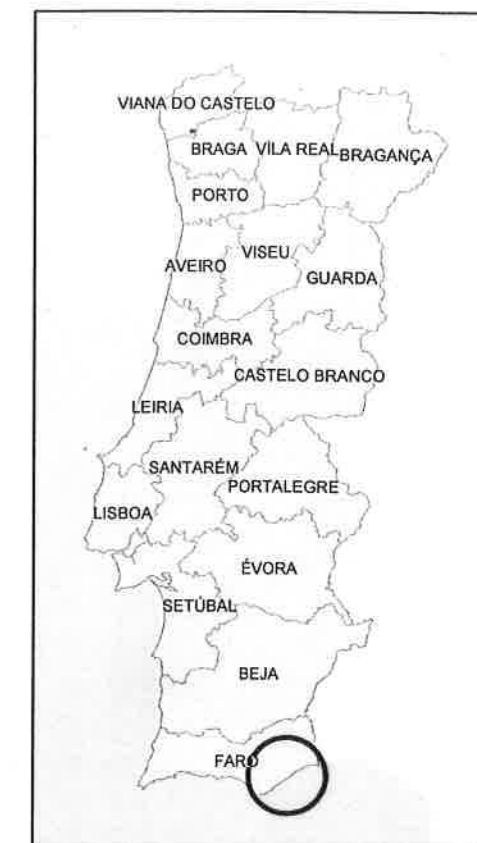 VIANA DO CASTELO
BRAGA VILA REAL BRAGANÇA
PORTO
VISEU
AVEIRO
GUARDA
COIMBRA
CASTELO BRANCO
LEIRIA
SANTARÉM
PORTALEGRE
LISBOA
ÉVORA
SETÚBAL
BEJA
FARO